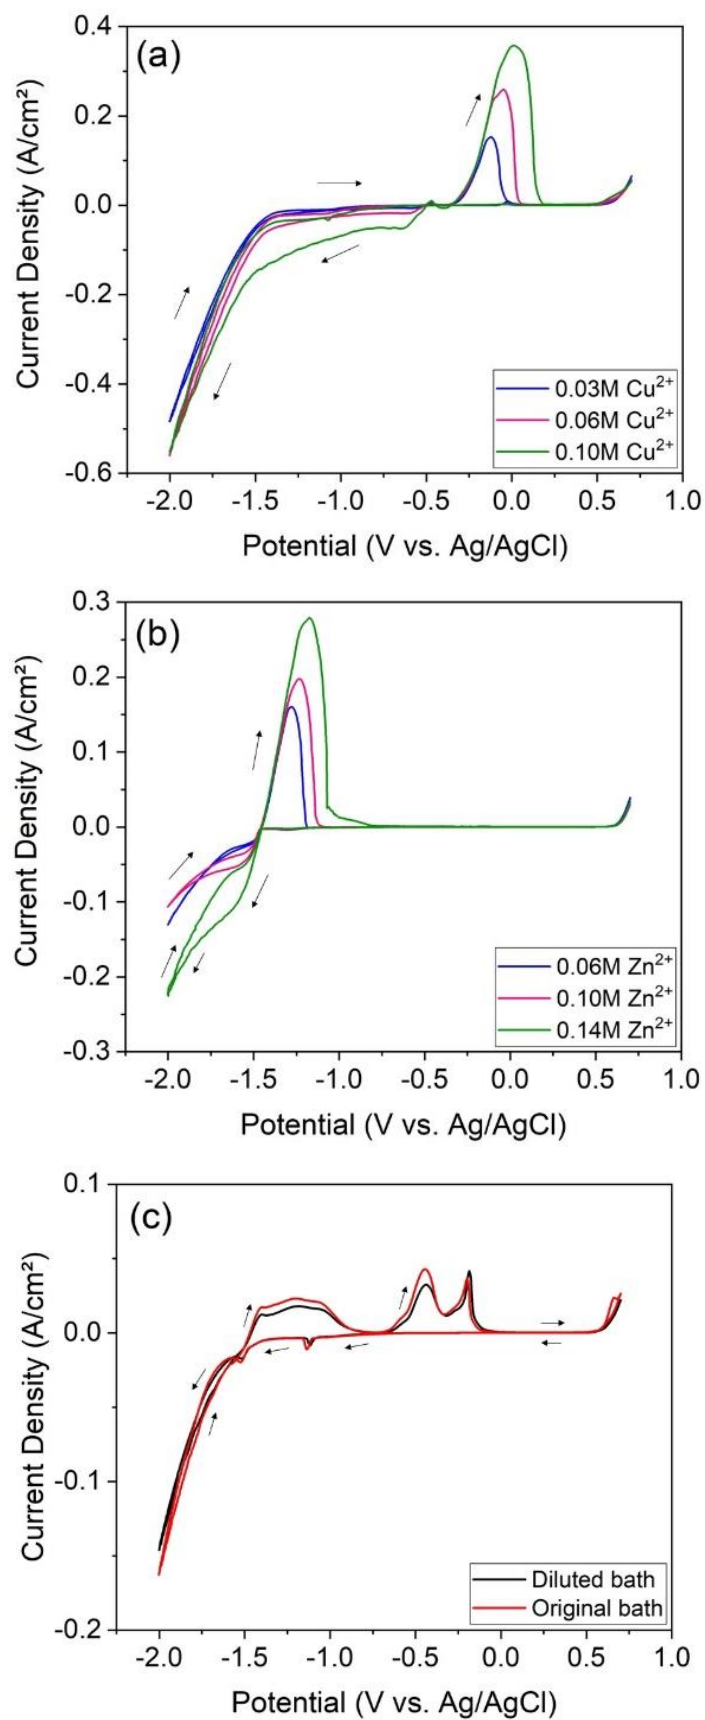 (a)
0.4
0.2
0.0
-0.2
-0.4
-0.6
Current Density (A/cm²)
0.03M Cu²⁺
0.06M Cu²⁺
0.10M Cu²⁺
-2.0 -1.5 -1.0 -0.5 0.0 0.5 1.0
Potential (V vs. Ag/AgCl)
(b)
0.3
0.2
0.1
0.0
-0.1
-0.2
-0.3
Current Density (A/cm²)
0.06M Zn²⁺
0.10M Zn²⁺
0.14M Zn²⁺
-2.0 -1.5 -1.0 -0.5 0.0 0.5 1.0
Potential (V vs. Ag/AgCl)
(c)
0.1
0.0
-0.1
-0.2
Current Density (A/cm²)
Diluted bath
Original bath
-2.0 -1.5 -1.0 -0.5 0.0 0.5 1.0
Potential (V vs. Ag/AgCl)